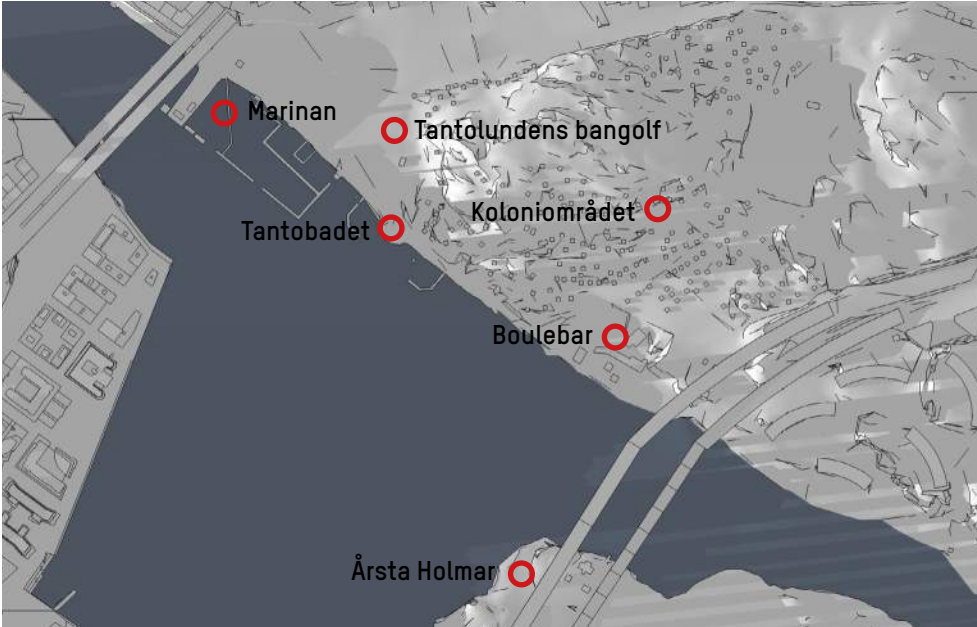 Marinan
Tantolundens bangolf
Koloniområdet
Tantobadet
Boulebar
Årsta Holmar